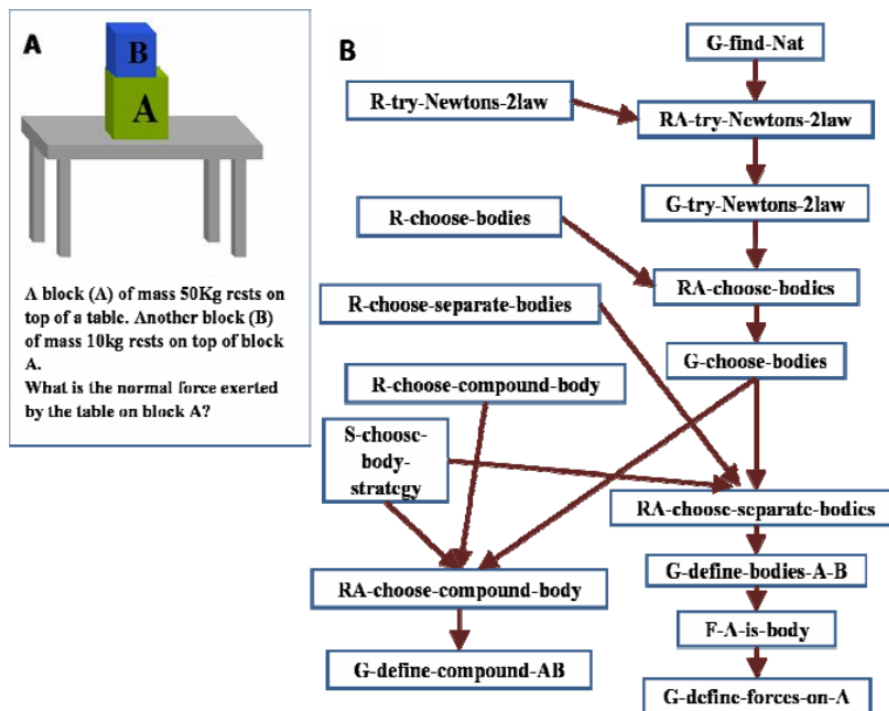 A
B
A
A block (A) of mass 50Kg rests on
top of a table. Another block (B)
of mass 10kg rests on top of block
A.
What is the normal force exerted
by the table on block A?
B
G-find-Nat
R-try-Newtons-2law
RA-try-Newtons-2law
G-try-Newtons-2law
R-choose-bodies
RA-choose-bodies
R-choose-separate-bodies
G-choose-bodies
R-choose-compound-body
S-choose-
body-
strategy
RA-choose-separate-bodies
G-define-bodies-A-B
RA-choose-compound-body
F-A-is-body
G-define-compound-AB
G-define-forces-on-A